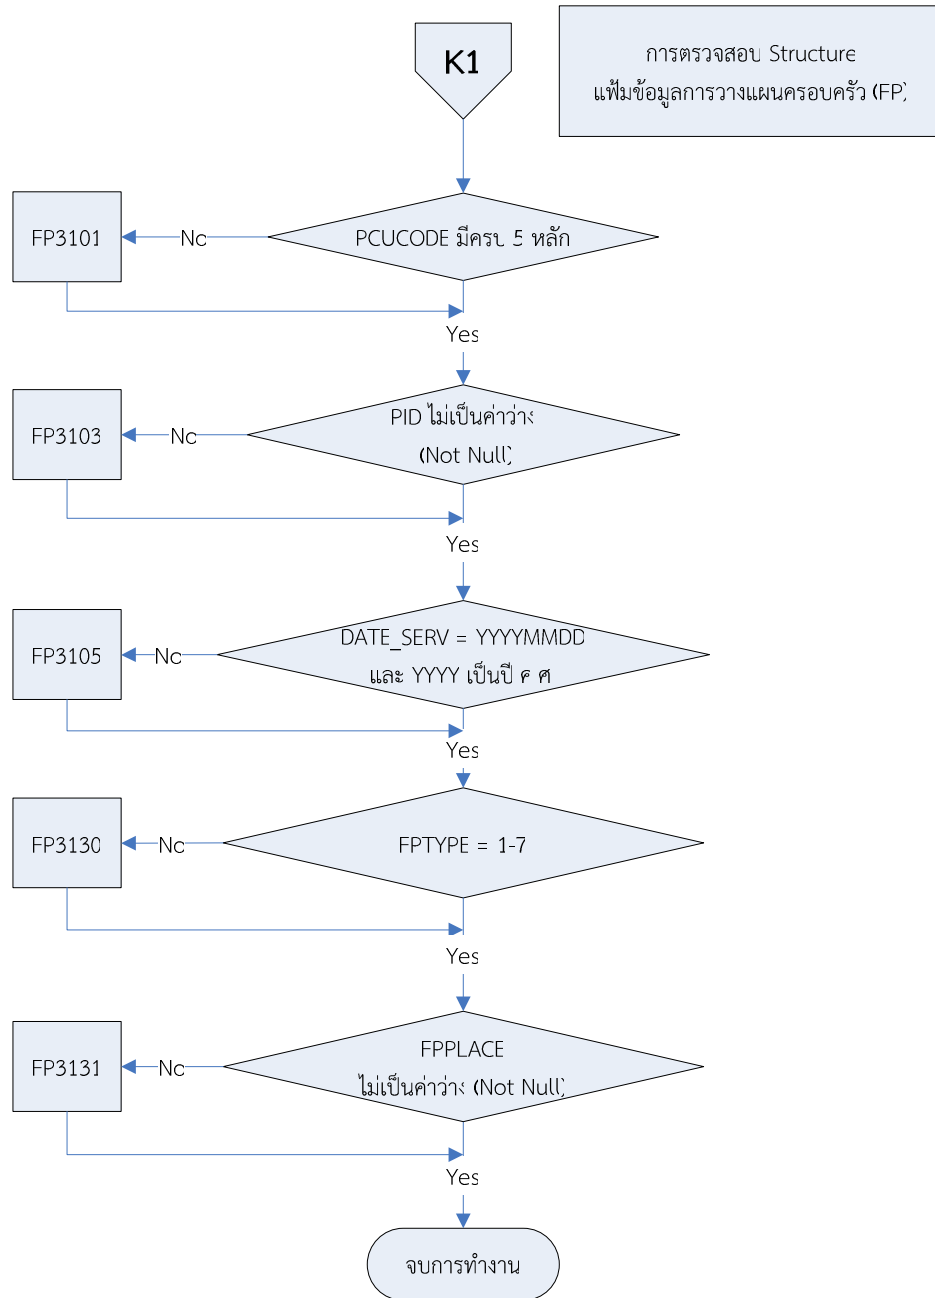 K1
การตรวจสอบ Structure
แฟ้มข้อมูลการวางแผนครอบครัว (FP)
PCUCODE มีครบ 5 หลัก
No
FP3101
Yes
PID ไม่เป็นค่าว่าง
(Not Null)
No
FP3103
Yes
DATE_SERV = YYYYMMDD
และ YYYY เป็นปี ค ศ
No
FP3105
Yes
FPTYPE = 1-7
No
FP3130
Yes
FPPLACE
ไม่เป็นค่าว่าง (Not Null)
No
FP3131
Yes
จบการทำงาน